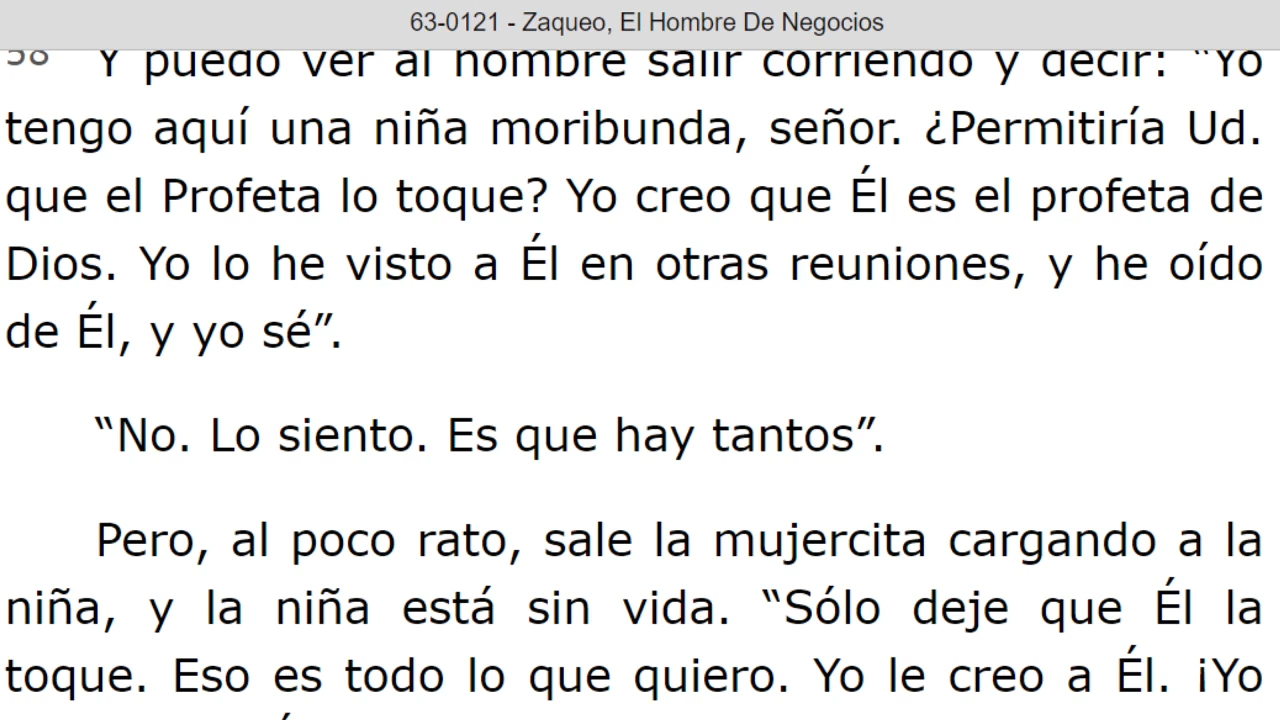 63-0121 - Zaqueo, El Hombre De Negocios
58 Y puedo ver al hombre salir corriendo y decir: “Yo
tengo aquí una niña moribunda, señor. ¿Permitiría Ud.
que el Profeta lo toque? Yo creo que Él es el profeta de
Dios. Yo lo he visto a Él en otras reuniones, y he oído
de Él, y yo sé”.
“No. Lo siento. Es que hay tantos”.
Pero, al poco rato, sale la mujercita cargando a la
niña, y la niña está sin vida. “Sólo deje que Él la
toque. Eso es todo lo que quiero. Yo le creo a Él. ¡Yo